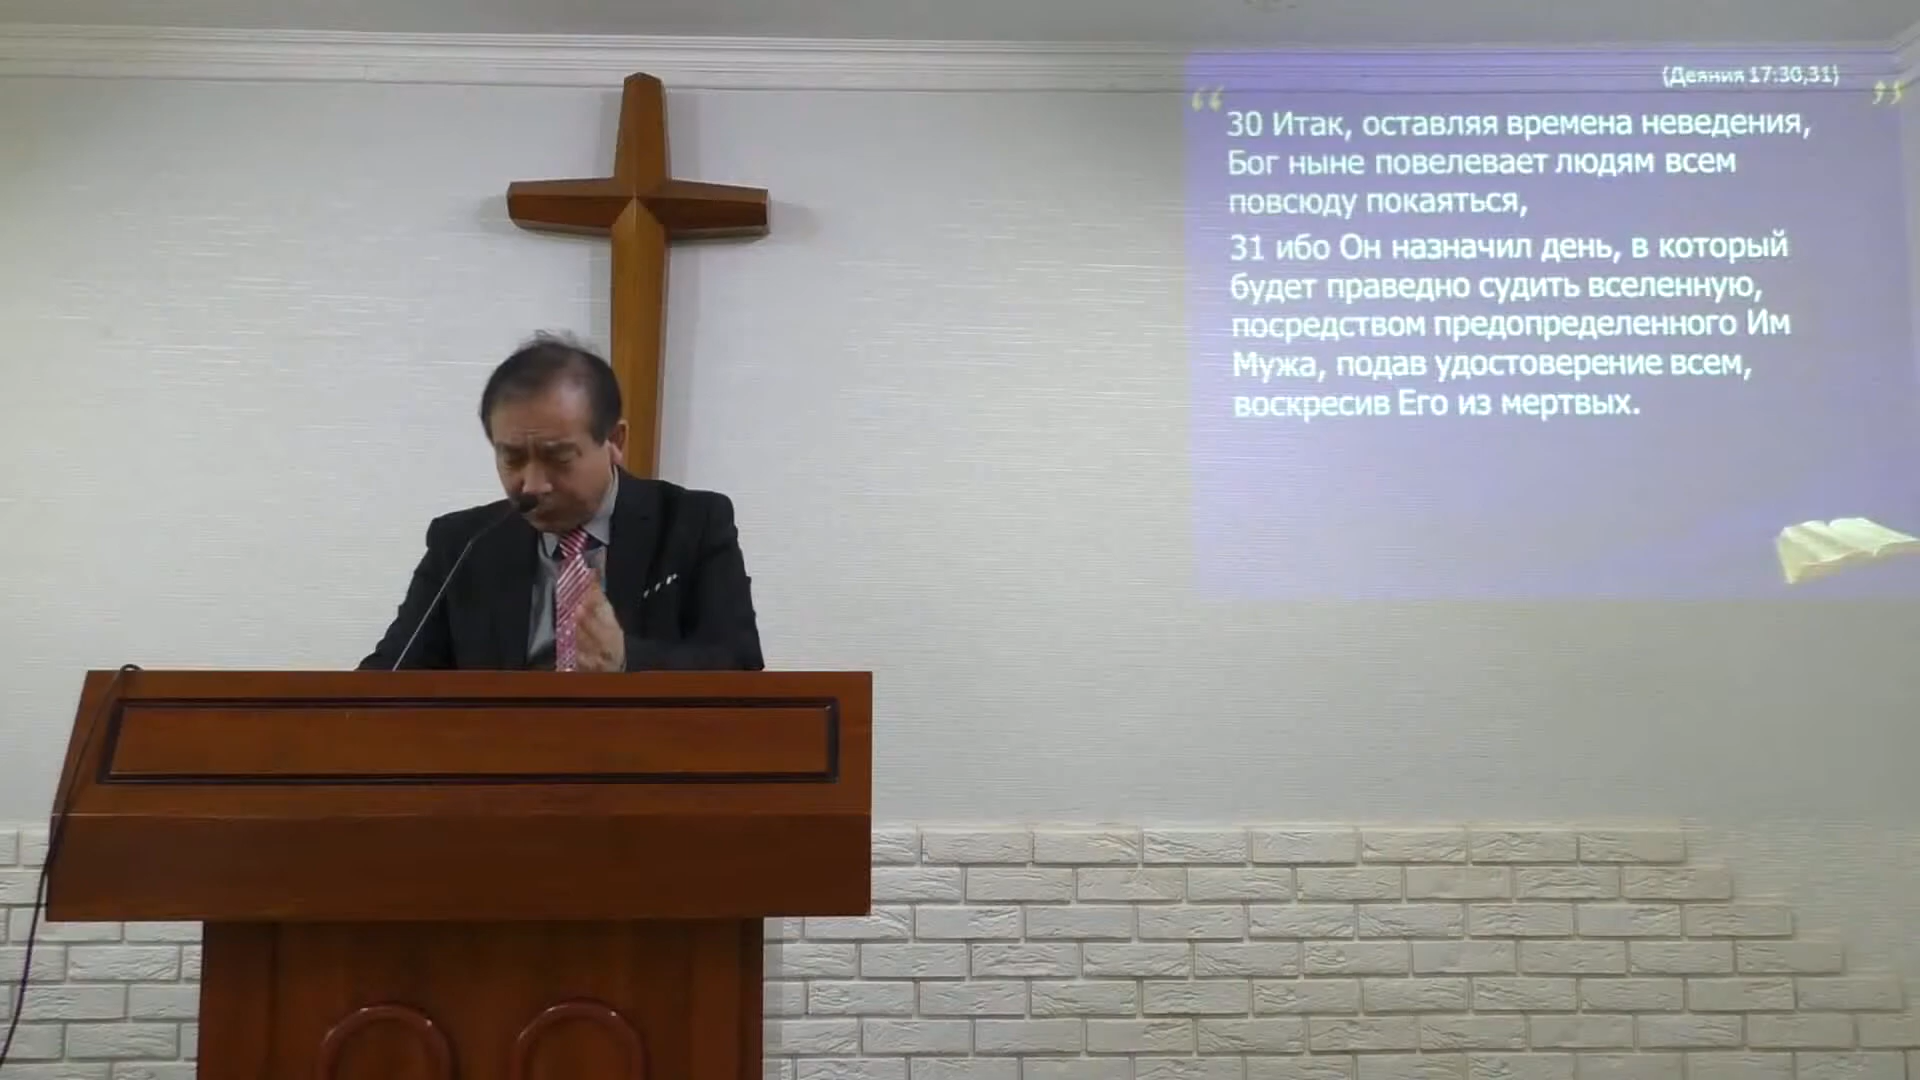 (Деяния 17:30,31)
30 Итак, оставляя времена неведения,
Бог ныне повелевает людям всем
повсюду покаяться,
31 ибо Он назначил день, в который
будет праведно судить вселенную,
посредством предопределенного Им
Мужа, подав удостоверение всем,
воскресив Его из мертвых.